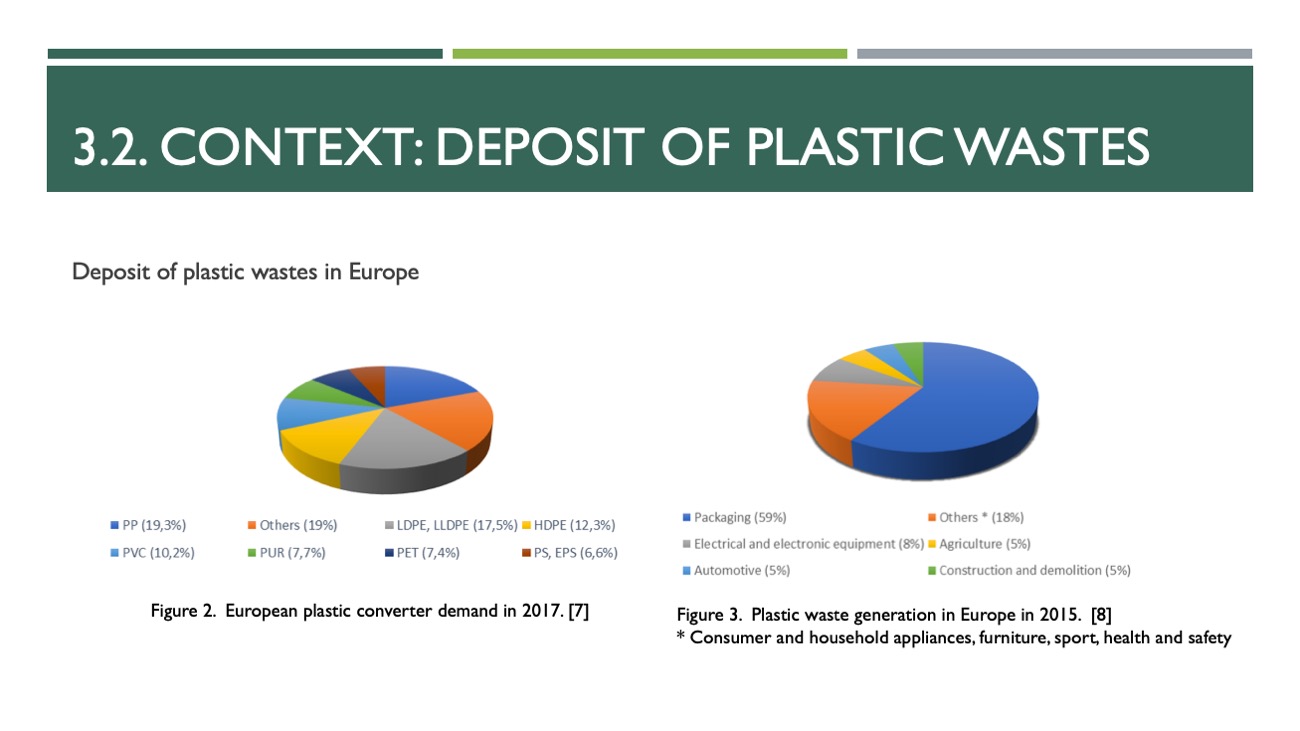 3.2. CONTEXT: DEPOSIT OF PLASTIC WASTES
Deposit of plastic wastes in Europe
PP (19,3%) Others (19%) LDPE, LLDPE (17,5%) HDPE (12,3%)
PVC (10,2%) PUR (7,7%) PET (7,4%) PS, EPS (6,6%)
Figure 2. European plastic converter demand in 2017. [7]
Packaging (59%) Others * (18%)
Electrical and electronic equipment (8%) Agriculture (5%)
Automotive (5%) Construction and demolition (5%)
Figure 3. Plastic waste generation in Europe in 2015. [8]
* Consumer and household appliances, furniture, sport, health and safety